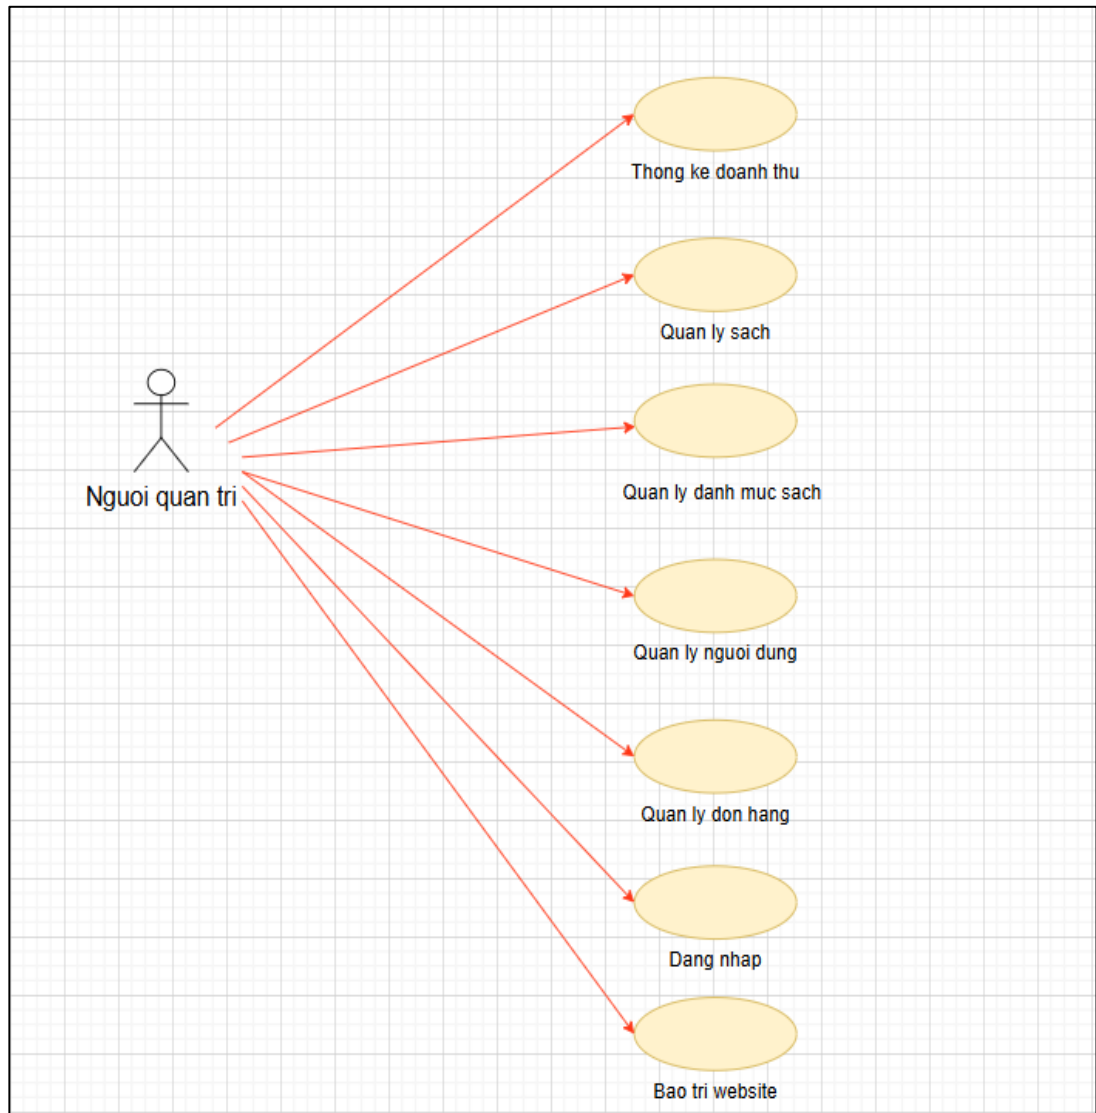 Thong ke doanh thu
Quan ly sach
Nguoi quan tri
Quan ly danh muc sach
Quan ly nguoi dung
Quan ly don hang
Dang nhap
Bao tri website